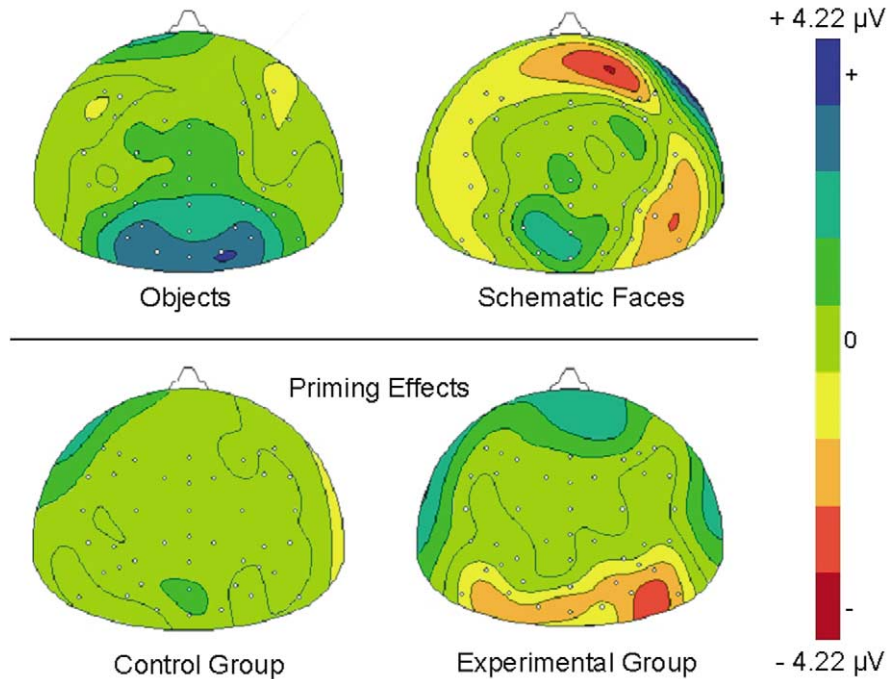 + 4.22 µV
+
Objects
Schematic Faces
0
Priming Effects
Control Group
Experimental Group
-
- 4.22 µV